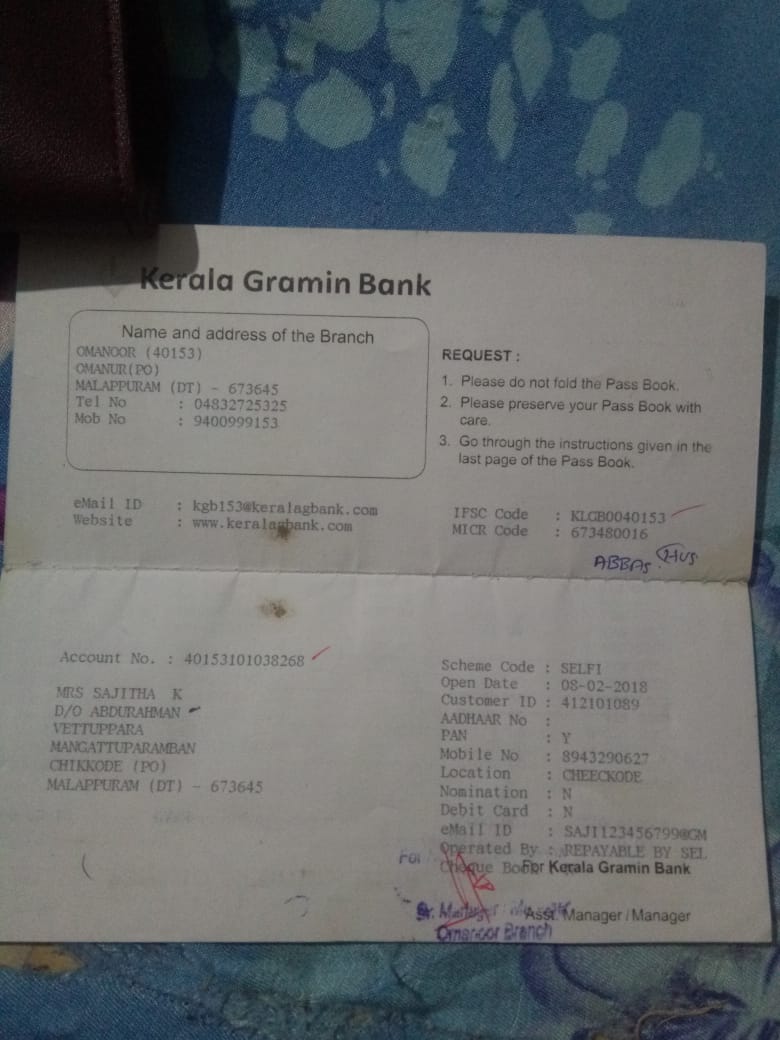 Kerala Gramin Bank
Name and address of the Branch
OMANOOR (40153)
OMANUR(PO)
MALAPPURAM (DT) - 673645
Tel No : 04832725325
Mob No : 9400999153
REQUEST :
1. Please do not fold the Pass Book.
2. Please preserve your Pass Book with
care.
3. Go through the instructions given in the
last page of the Pass Book.
eMail ID : kgb153@keralagbank.com
Website : www.keralagbank.com
IFSC Code : KLGB0040153
MICR Code : 673480016
ABBAS. Hus
Account No. : 40153101038268
MRS SAJITHA K
D/O ABDURAHMAN
VETTUPPARA
MANGATTUPARAMBAN
CHIKKODE (PO)
MALAPPURAM (DT) - 673645
Scheme Code : SELFI
Open Date : 08-02-2018
Customer ID : 412101089
AADHAAR No :
PAN : Y
Mobile No : 8943290627
Location : CHEECKODE
Nomination : N
Debit Card : N
eMail ID : SAJI123456799@GM
Operated By : REPAYABLE BY SEL
For
Cheque Book
For Kerala Gramin Bank
Asst. Manager / Manager
Omanoor Branch